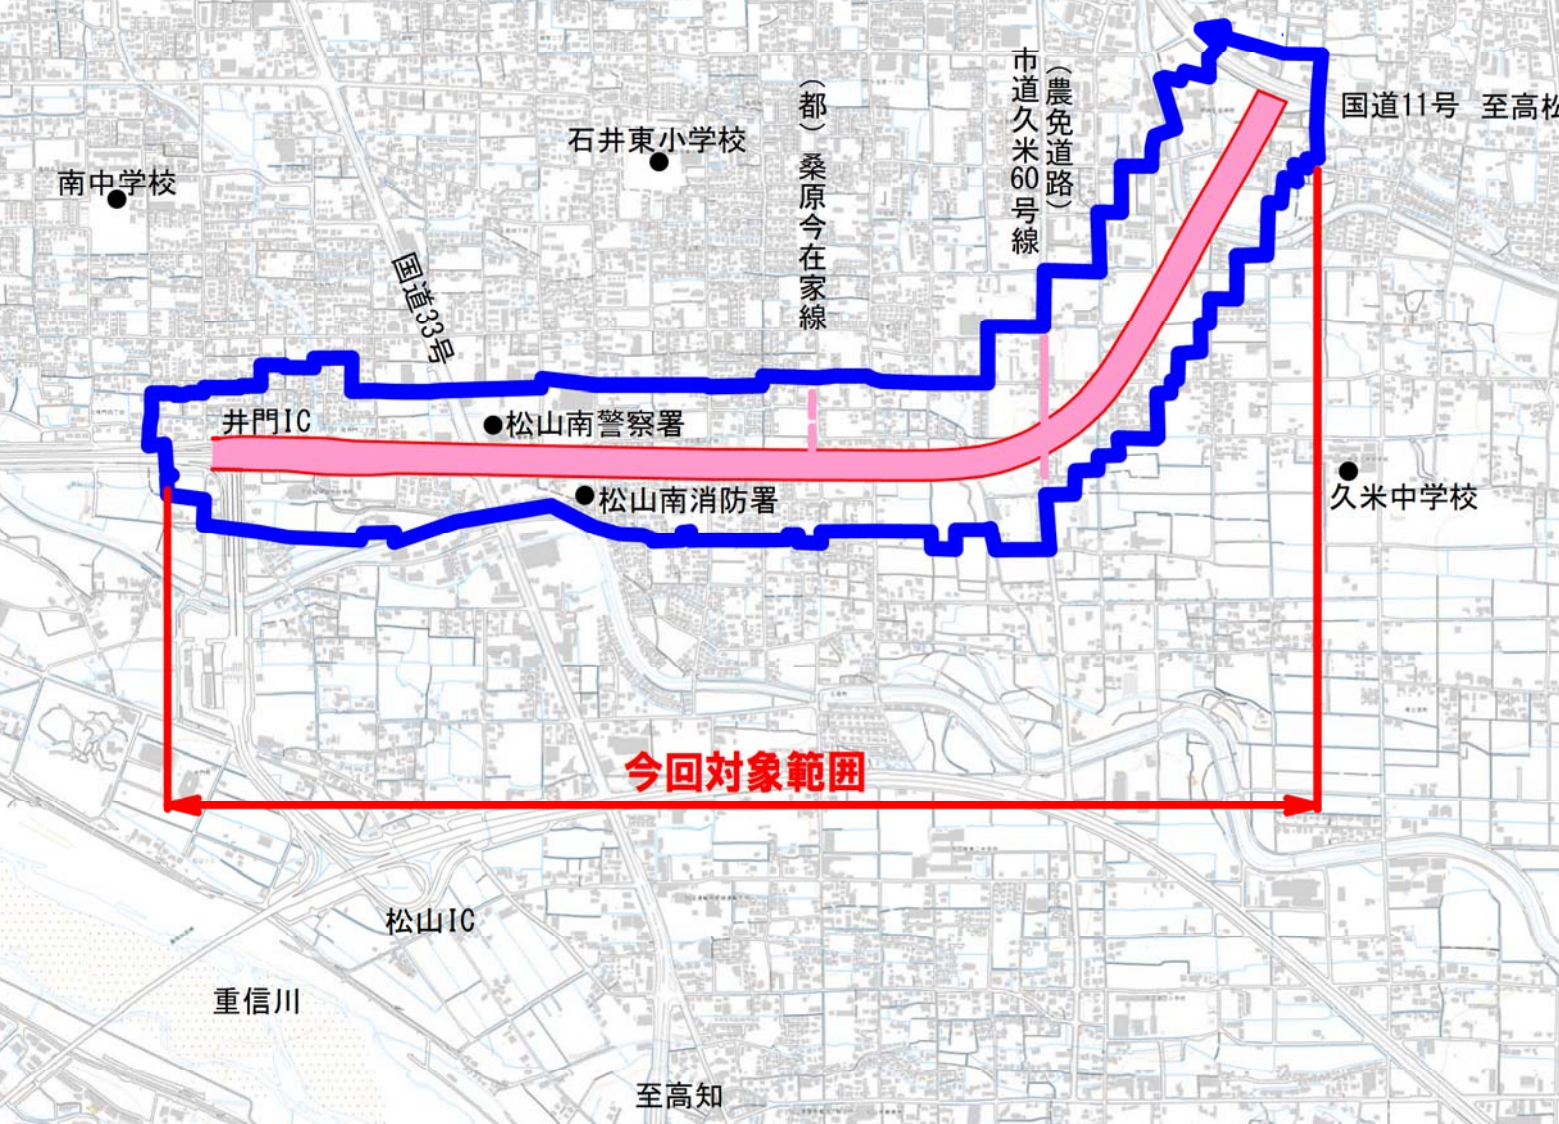 国道11号 至高松
（農免道路）
市道久米60号線
（都）桑原今在家線
石井東小学校
南中学校
国道33号
井門IC
●松山南警察署
●松山南消防署
久米中学校
今回対象範囲
松山IC
重信川
至高知